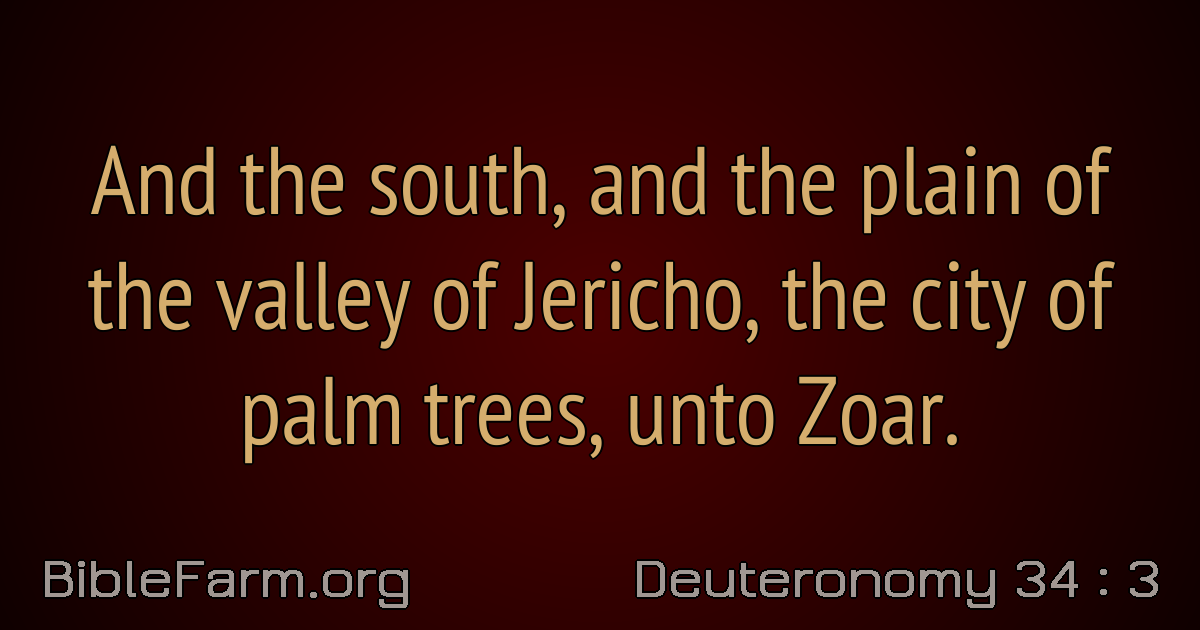 And the south, and the plain of
the valley of Jericho, the city of
palm trees, unto Zoar.
BibleFarm.org
Deuteronomy 34 : 3